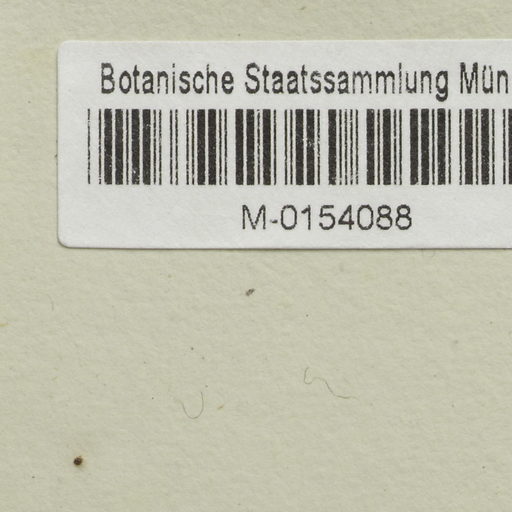 Botanische Staatssammlung Mün
M-0154088